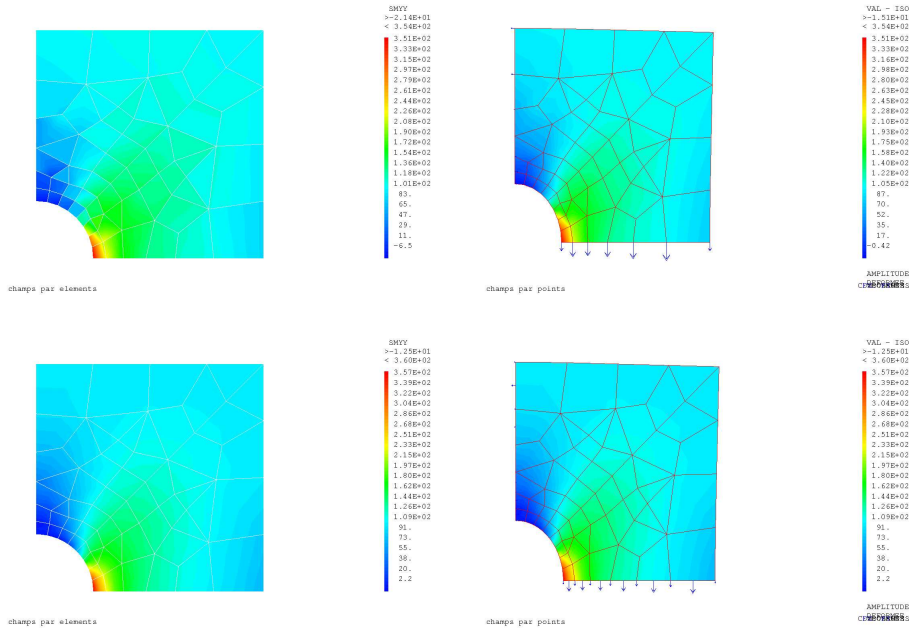 SMYY
>-2.14E+01
< 3.54E+02
3.51E+02
3.33E+02
3.15E+02
2.97E+02
2.79E+02
2.61E+02
2.44E+02
2.26E+02
2.08E+02
1.90E+02
1.72E+02
1.54E+02
1.36E+02
1.18E+02
1.01E+02
83.
65.
47.
29.
11.
-6.5
champs par elements
VAL - ISO
>-1.51E+01
< 3.54E+02
3.51E+02
3.33E+02
3.16E+02
2.98E+02
2.80E+02
2.63E+02
2.45E+02
2.28E+02
2.10E+02
1.93E+02
1.75E+02
1.58E+02
1.40E+02
1.22E+02
1.05E+02
87.
70.
52.
35.
17.
-0.42
AMPLITUDE
champs par points
SMYY
>-1.25E+01
< 3.60E+02
3.57E+02
3.39E+02
3.22E+02
3.04E+02
2.86E+02
2.68E+02
2.51E+02
2.33E+02
2.15E+02
1.97E+02
1.80E+02
1.62E+02
1.44E+02
1.26E+02
1.09E+02
91.
73.
55.
38.
20.
2.2
champs par elements
VAL - ISO
>-1.25E+01
< 3.60E+02
3.57E+02
3.39E+02
3.22E+02
3.04E+02
2.86E+02
2.68E+02
2.51E+02
2.33E+02
2.15E+02
1.97E+02
1.80E+02
1.62E+02
1.44E+02
1.26E+02
1.09E+02
91.
73.
55.
38.
20.
2.2
AMPLITUDE
champs par points